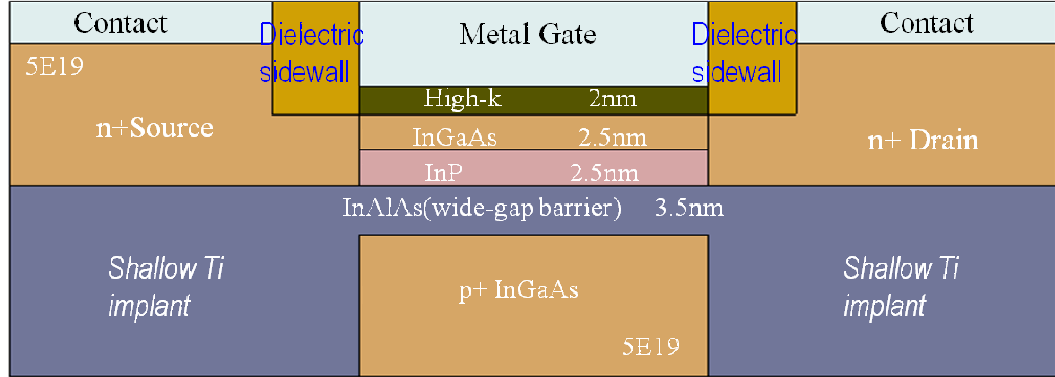 Contact
Dielectric
sidewall
Metal Gate
Dielectric
sidewall
Contact
5E19
n+Source
High-k 2nm
InGaAs 2.5nm
n+ Drain
InP 2.5nm
InAlAs(wide-gap barrier) 3.5nm
Shallow Ti
implant
p+ InGaAs
5E19
Shallow Ti
implant